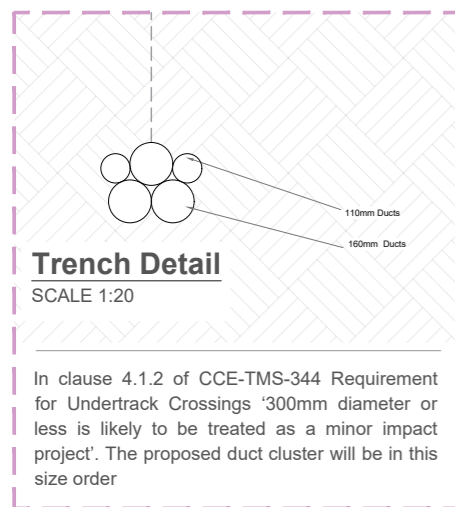 110mm Ducts
160mm Ducts
Trench Detail
SCALE 1:20
In clause 4.1.2 of CCE-TMS-344 Requirement
for Undertrack Crossings ‘300mm diameter or
less is likely to be treated as a minor impact
project’. The proposed duct cluster will be in this
size order